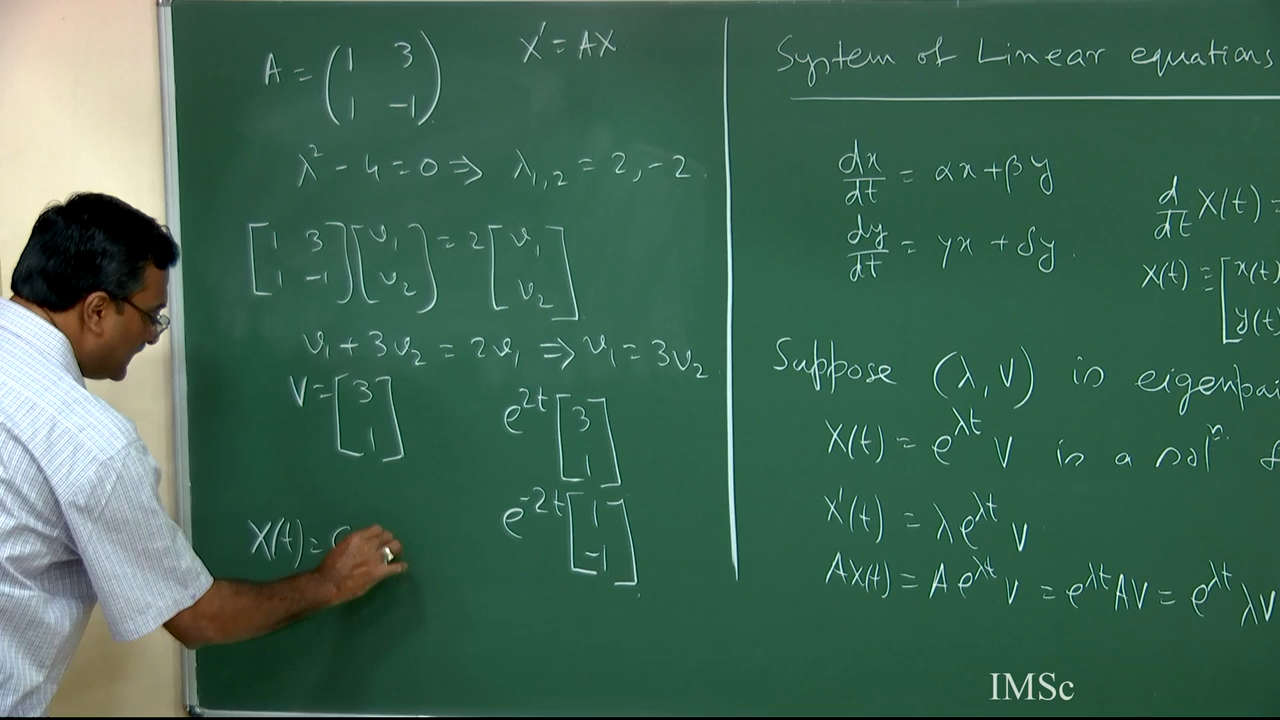 A = ( 1 3 ; 1 −1 )   X' = AX
λ² − 4 = 0 ⇒ λ₁,₂ = 2, −2.
[ 1 3 ; 1 −1 ] [ v₁ ; v₂ ] = 2 [ v₁ ; v₂ ]
v₁ + 3v₂ = 2v₁ ⇒ v₁ = 3v₂.
V = [ 3 ; 1 ]   e^{2t} [ 3 ; 1 ]
e^{-2t} [ 1 ; −1 ].
X(t) =
System of Linear equations
dx/dt = αx + βy
dy/dt = γx + δy.
d/dt X(t) =
X(t) ≡ [ x(t) ; y(t)
Suppose (λ, V) is
X(t) = e^{λt} V is a solⁿ.
X'(t) = λe^{λt} V
AX(t) = A e^{λt} V = e^{λt} AV = e^{λt} λV
IMSc